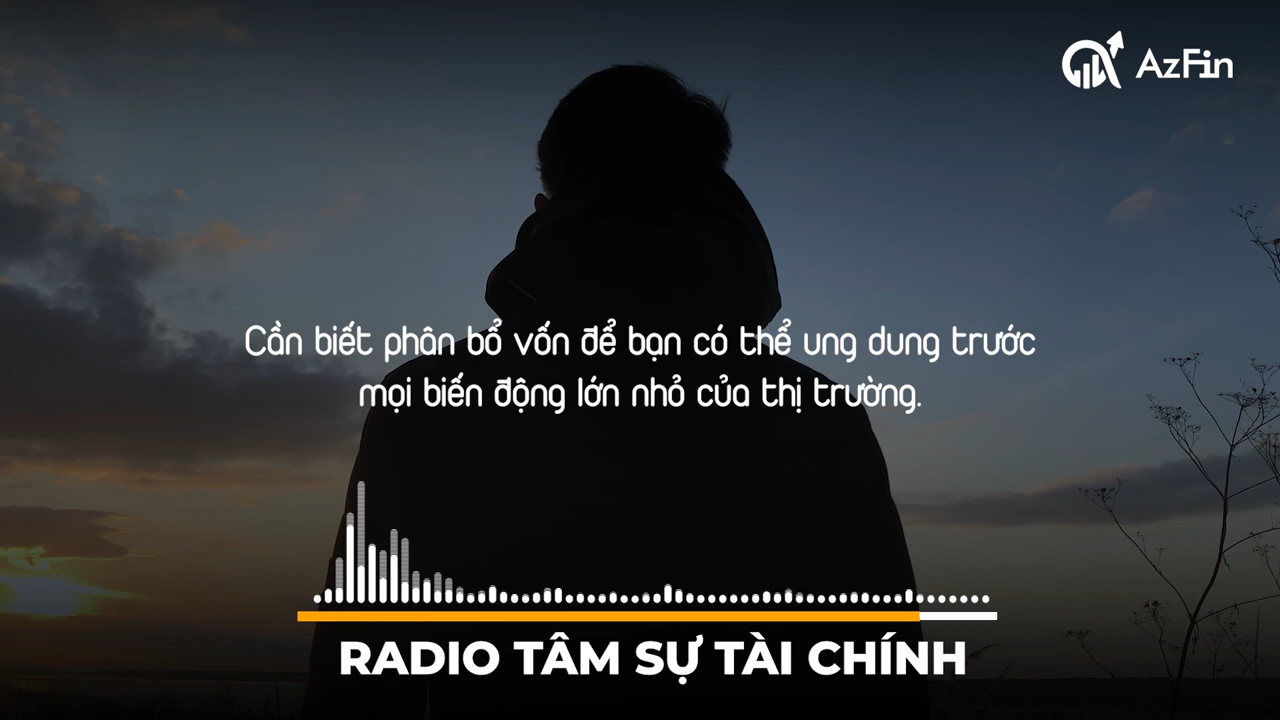 AzFin
Cần biết phân bổ vốn để bạn có thể ung dung trước
mọi biến động lớn nhỏ của thị trường.
RADIO TÂM SỰ TÀI CHÍNH